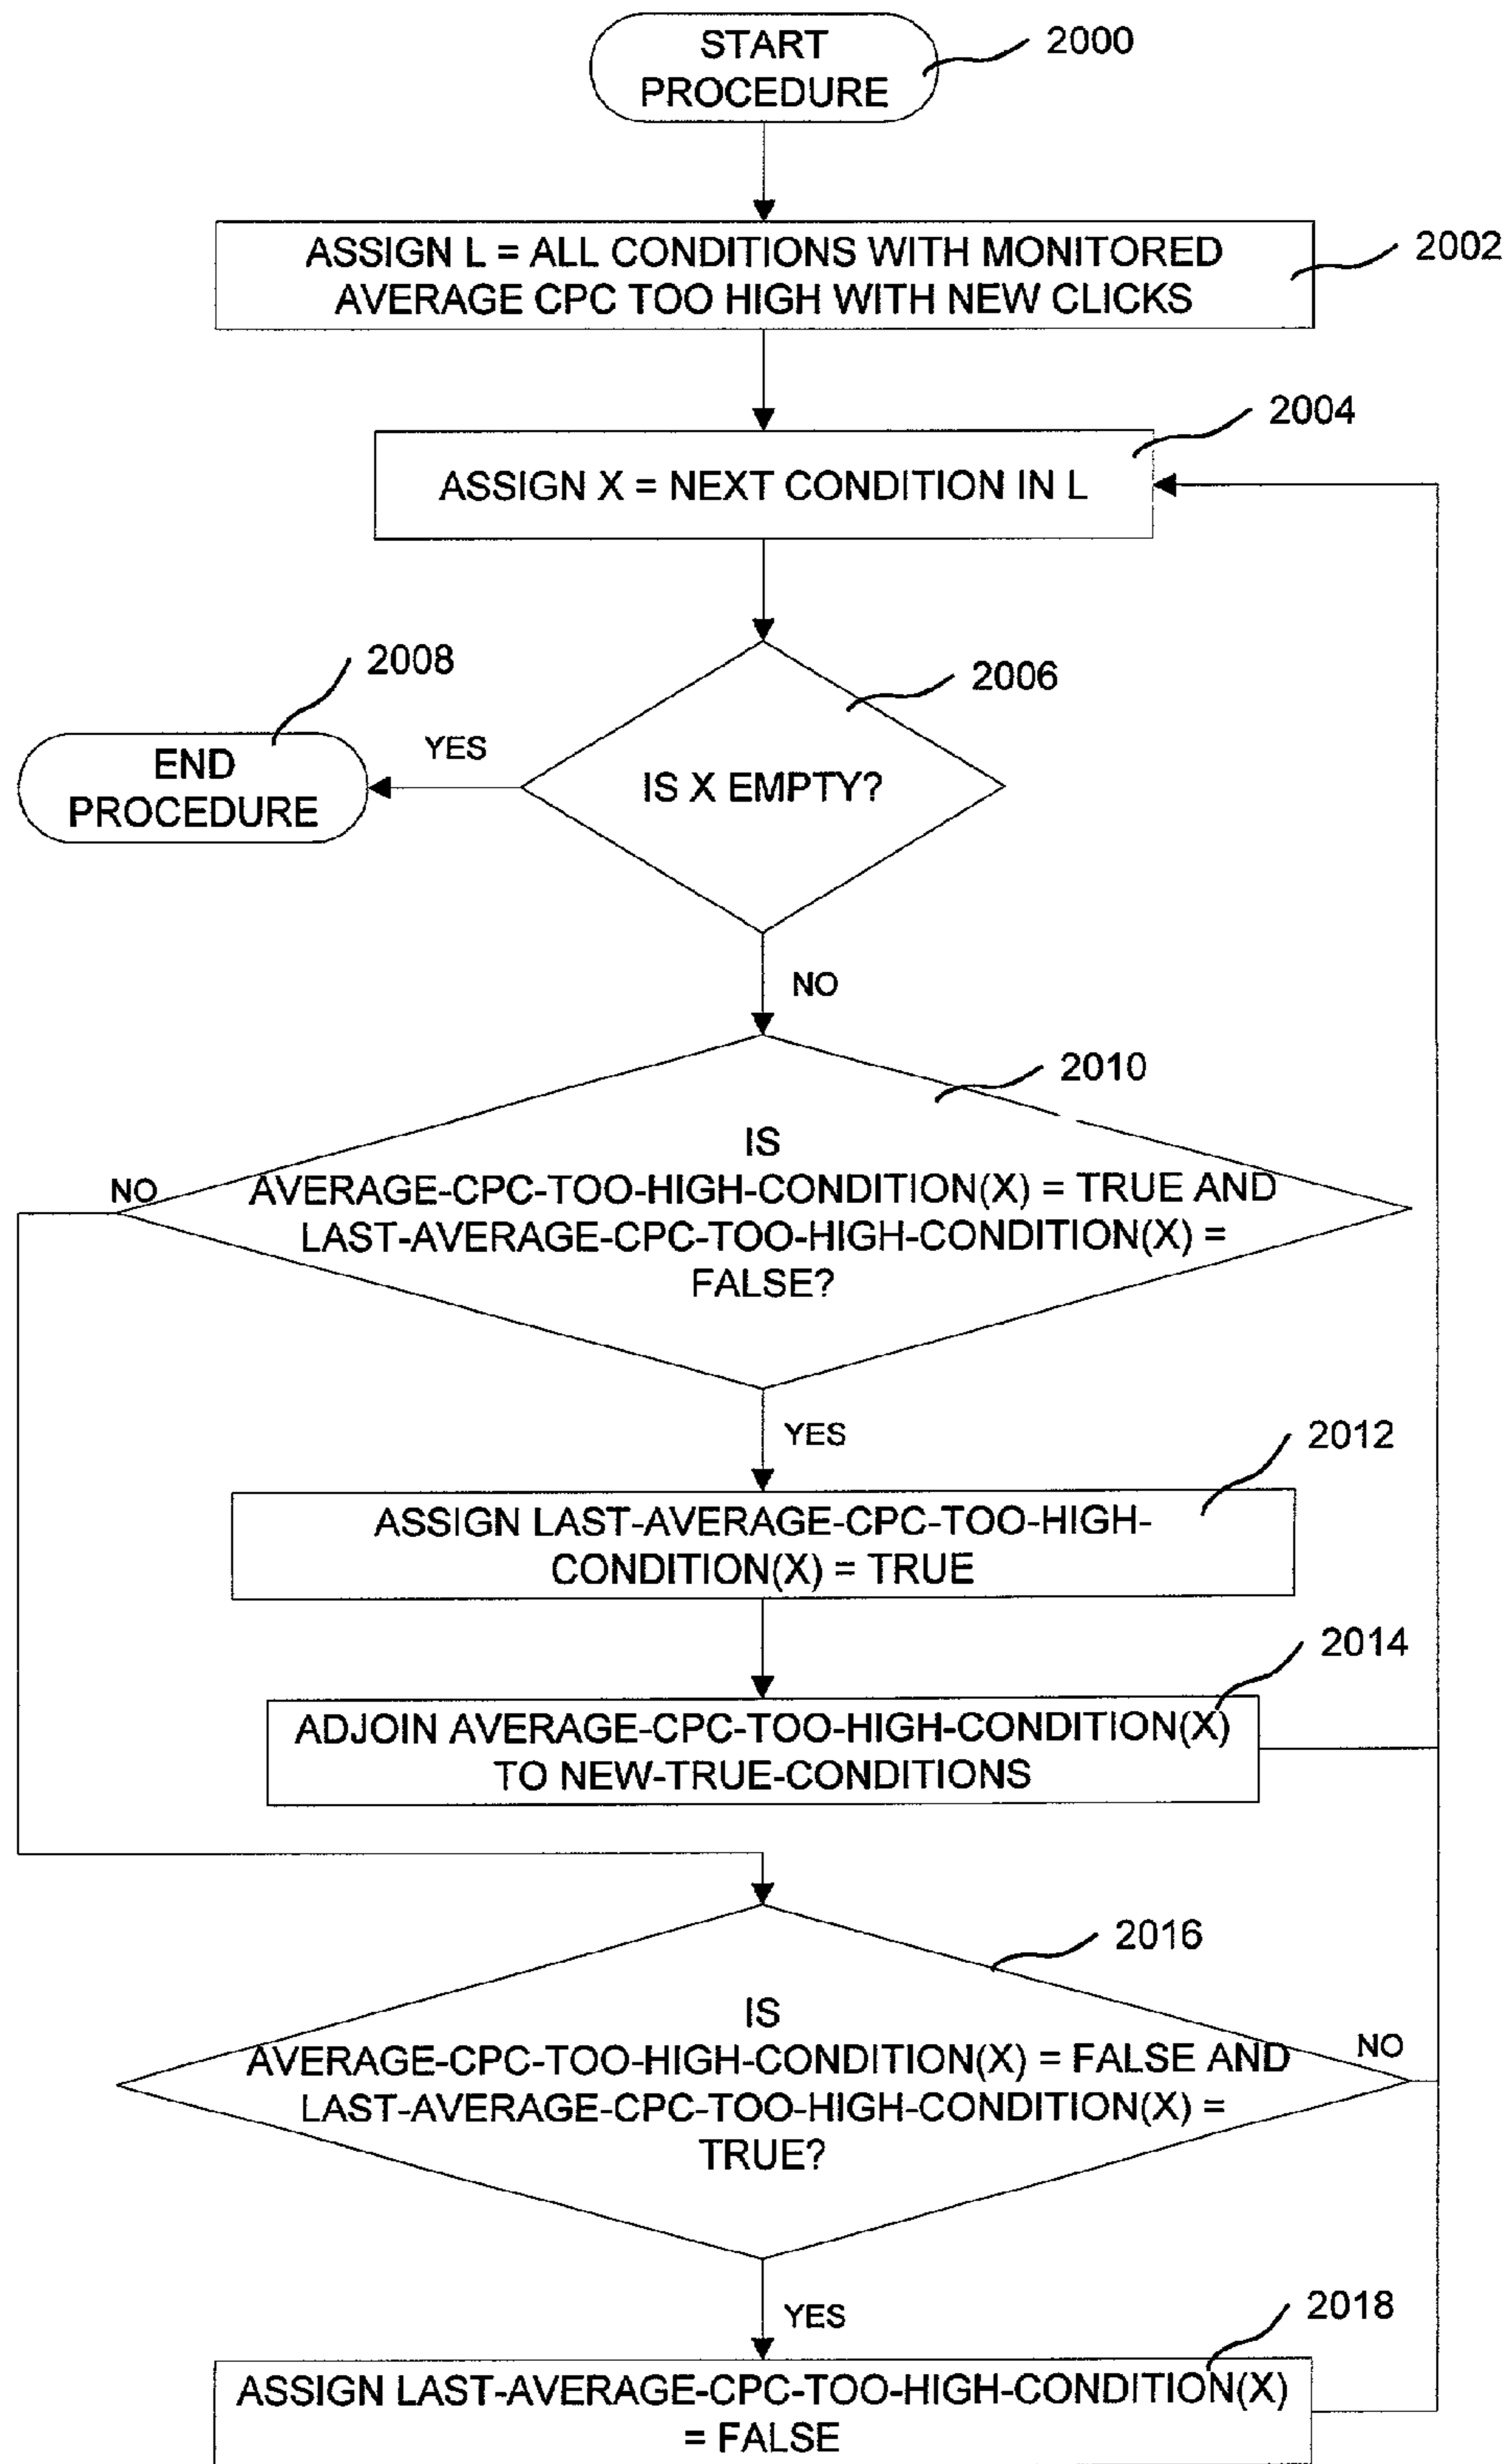 START
PROCEDURE
2000
ASSIGN L = ALL CONDITIONS WITH MONITORED
AVERAGE CPC TOO HIGH WITH NEW CLICKS
2002
2004
ASSIGN X = NEXT CONDITION IN L
2008
2006
END
PROCEDURE
YES
IS X EMPTY?
NO
2010
NO
IS
AVERAGE-CPC-TOO-HIGH-CONDITION(X) = TRUE AND
LAST-AVERAGE-CPC-TOO-HIGH-CONDITION(X) =
FALSE?
YES
2012
ASSIGN LAST-AVERAGE-CPC-TOO-HIGH-
CONDITION(X) = TRUE
2014
ADJOIN AVERAGE-CPC-TOO-HIGH-CONDITION(X)
TO NEW-TRUE-CONDITIONS
2016
IS
AVERAGE-CPC-TOO-HIGH-CONDITION(X) = FALSE AND
LAST-AVERAGE-CPC-TOO-HIGH-CONDITION(X) =
TRUE?
NO
YES
2018
ASSIGN LAST-AVERAGE-CPC-TOO-HIGH-CONDITION(X)
= FALSE